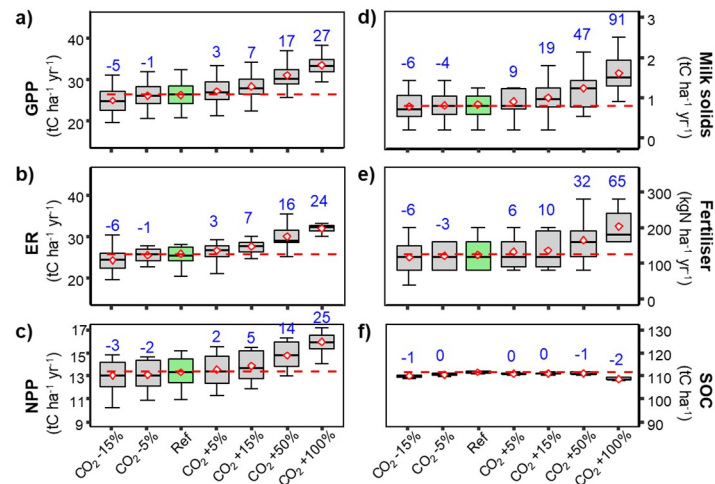 a)
GPP
(tC ha⁻¹ yr⁻¹)
40
30
20
-5
-1
3
7
17
27
d)
Milk solids
(tC ha⁻¹ yr⁻¹)
3
2
1
0
-6
-4
9
19
47
91
b)
ER
(tC ha⁻¹ yr⁻¹)
40
30
20
-6
-1
3
7
16
24
e)
Fertiliser
(kgN ha⁻¹ yr⁻¹)
300
200
100
0
-6
-3
6
10
32
65
c)
NPP
(tC ha⁻¹ yr⁻¹)
17
15
13
11
9
-3
-2
2
5
14
25
f)
SOC
(tC ha⁻¹)
130
120
110
100
90
-1
0
0
0
-1
-2
CO₂ -15%
CO₂ -5%
Ref
CO₂ +5%
CO₂ +15%
CO₂ +50%
CO₂ +100%
CO₂ -15%
CO₂ -5%
Ref
CO₂ +5%
CO₂ +15%
CO₂ +50%
CO₂ +100%